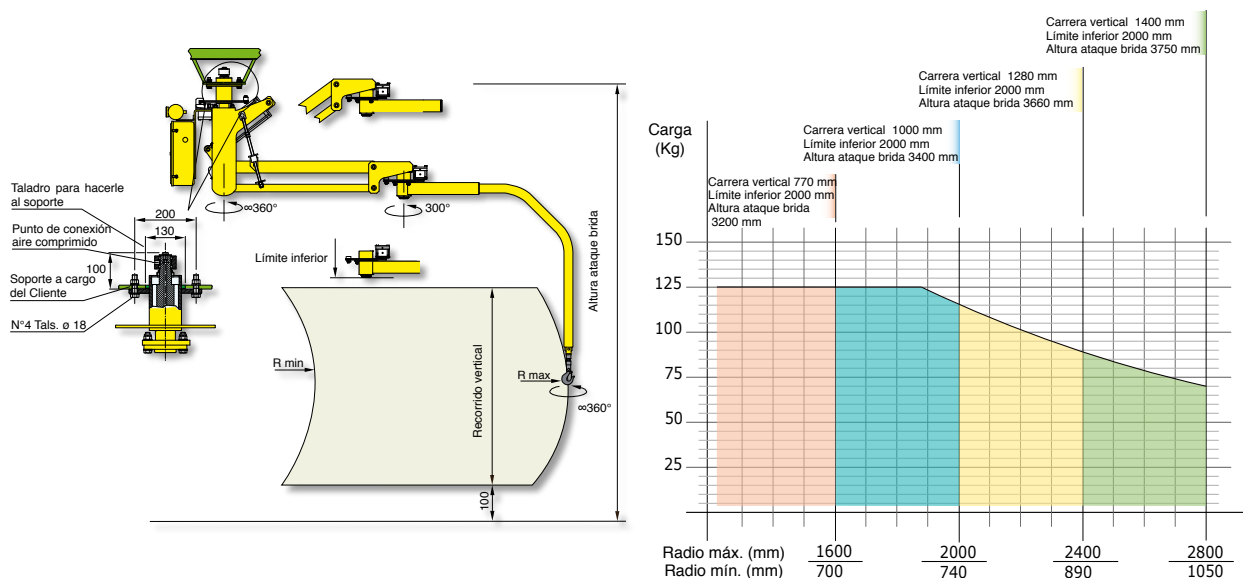 Taladro para hacerle
al soporte
200
130
Punto de conexión
aire comprimido
100
Soporte a cargo
del Cliente
N°4 Tals. ø 18
∞360°
300°
Límite inferior
Altura ataque brida
R min
Recorrido vertical
R max
∞360°
100
Carrera vertical 1400 mm
Límite inferior 2000 mm
Altura ataque brida 3750 mm
Carrera vertical 1280 mm
Límite inferior 2000 mm
Altura ataque brida 3660 mm
Carrera vertical 1000 mm
Límite inferior 2000 mm
Altura ataque brida 3400 mm
Carrera vertical 770 mm
Límite inferior 2000 mm
Altura ataque brida
3200 mm
Carga
(Kg)
150
125
100
75
50
25
Radio máx. (mm) 1600 2000 2400 2800
Radio mín. (mm) 700 740 890 1050